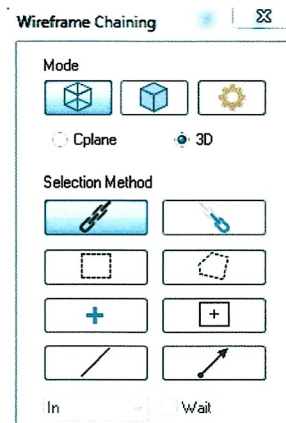 Wireframe Chaining
Mode
Cplane 3D
Selection Method
In Wait